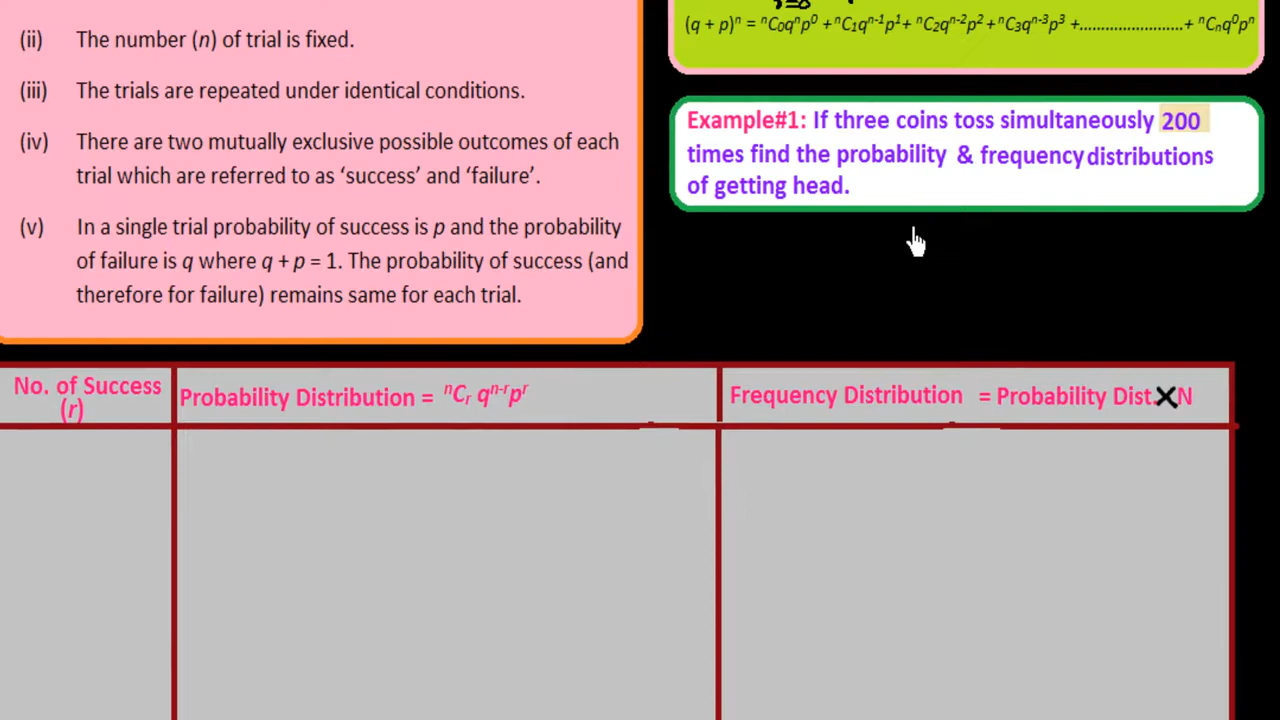 (ii) The number (n) of trial is fixed.
(iii) The trials are repeated under identical conditions.
(iv) There are two mutually exclusive possible outcomes of each
trial which are referred to as ‘success’ and ‘failure’.
(v) In a single trial probability of success is p and the probability
of failure is q where q + p = 1. The probability of success (and
therefore for failure) remains same for each trial.
(q + p)ⁿ = ⁿC₀qⁿp⁰ + ⁿC₁qⁿ⁻¹p¹+ ⁿC₂qⁿ⁻²p² + ⁿC₃qⁿ⁻³p³ +........................+ ⁿCₙq⁰pⁿ
Example#1: If three coins toss simultaneously 200
times find the probability & frequency distributions
of getting head.
No. of Success
(r)
Probability Distribution = ⁿCᵣ qⁿ⁻ʳpʳ
Frequency Distribution = Probability Dist.×N